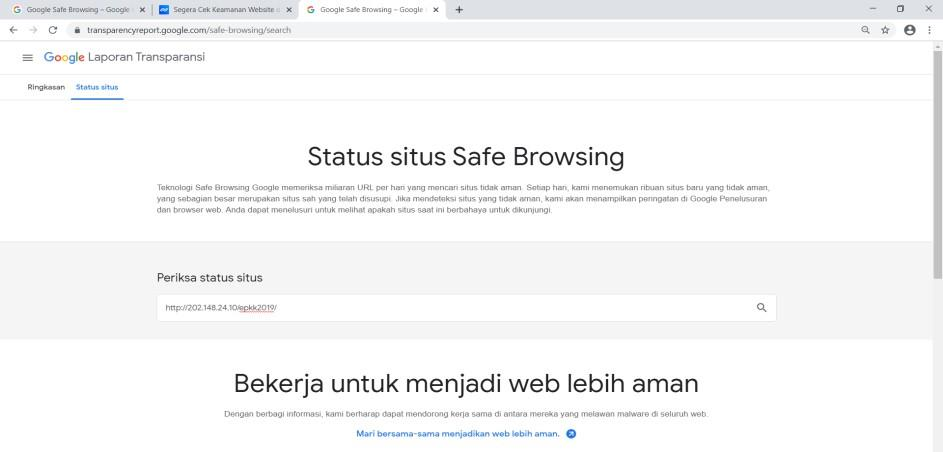 Google Safe Browsing – Google
Segera Cek Keamanan Website d
Google Safe Browsing – Google
transparencyreport.google.com/safe-browsing/search
Google Laporan Transparansi
Ringkasan Status situs
Status situs Safe Browsing
Teknologi Safe Browsing Google memeriksa miliaran URL per hari yang mencari situs tidak aman. Setiap hari, kami menemukan ribuan situs baru yang tidak aman,
yang sebagian besar merupakan situs sah yang telah disusupi. Jika mendeteksi situs yang tidak aman, kami akan menampilkan peringatan di Google Penelusuran
dan browser web. Anda dapat menelusuri untuk melihat apakah situs saat ini berbahaya untuk dikunjungi.
Periksa status situs
http://202.148.24.10/epkk2019/
Bekerja untuk menjadi web lebih aman
Dengan berbagi informasi, kami berharap dapat mendorong kerja sama di antara mereka yang melawan malware di seluruh web.
Mari bersama-sama menjadikan web lebih aman.